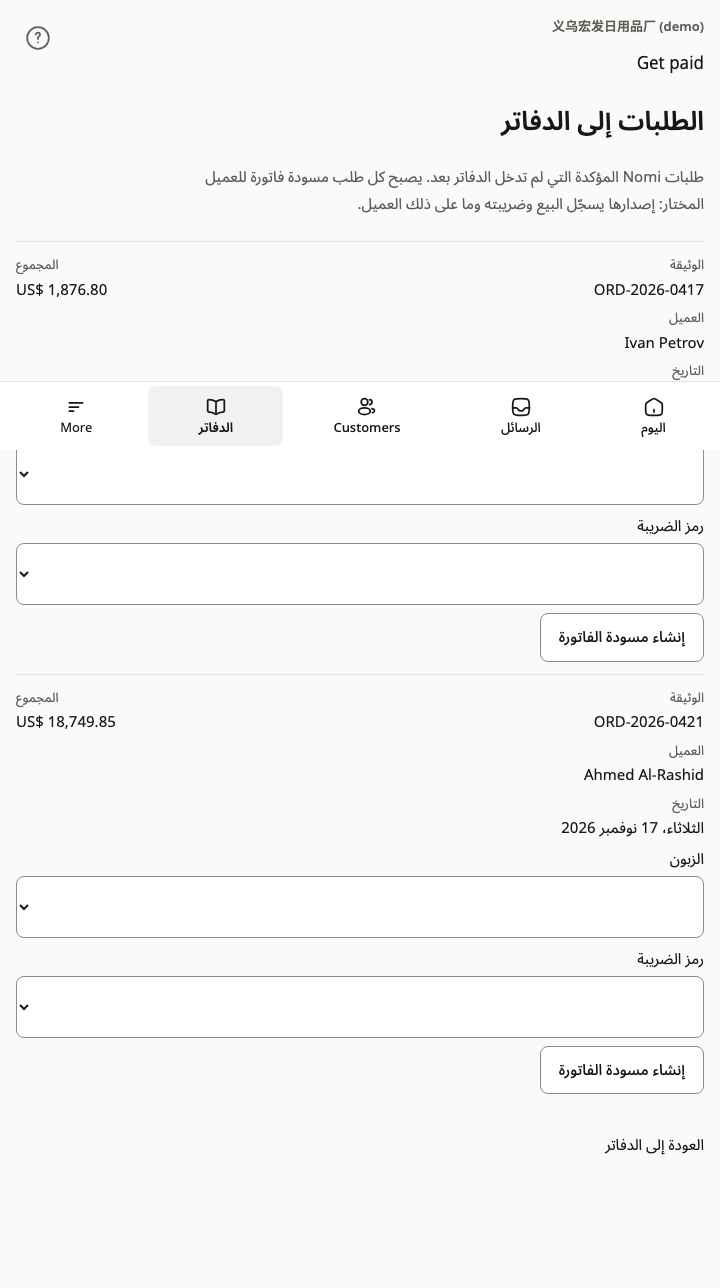 义乌宏发日用品厂 (demo)
Get paid
الطلبات إلى الدفاتر
طلبات Nomi المؤكدة التي لم تدخل الدفاتر بعد. يصبح كل طلب مسودة فاتورة للعميل
المختار: إصدارها يسجّل البيع وضريبته وما على ذلك العميل.
الوثيقة
ORD-2026-0417
المجموع
US$ 1,876.80
العميل
Ivan Petrov
التاريخ
اليوم
الرسائل
Customers
الدفاتر
More
رمز الضريبة
إنشاء مسودة الفاتورة
الوثيقة
ORD-2026-0421
المجموع
US$ 18,749.85
العميل
Ahmed Al-Rashid
التاريخ
الثلاثاء، 17 نوفمبر 2026
الزبون
رمز الضريبة
إنشاء مسودة الفاتورة
العودة إلى الدفاتر